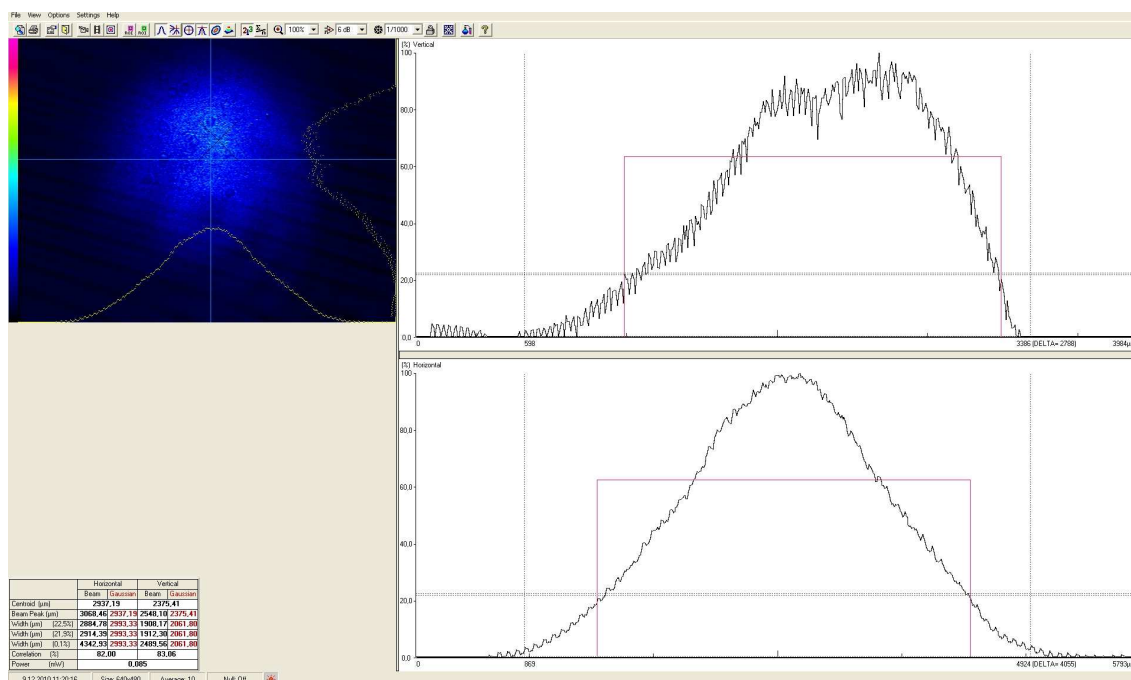 File View Options Settings Help
100% 6 dB 1/1000
(%) Vertical
100
80,0
60,0
40,0
20,0
0,0
0 598 3386 (DELTA= 2788) 3984µ
(%) Horizontal
100
80,0
60,0
40,0
20,0
0,0
0 869 4924 (DELTA= 4055) 5793µ
Horizontal Vertical
Beam Gaussian Beam Gaussian
Centroid (µm) 2937,19 2375,41
Beam Peak (µm) 3068,46 2937,19 2548,10 2375,41
Width (µm) (22,5%) 2884,78 2993,33 1908,17 2061,80
Width (µm) (21,9%) 2914,39 2993,33 1912,30 2061,80
Width (µm) (0,1%) 4342,93 2993,33 2489,56 2061,80
Correlation (%) 82,00 83,06
Power (mW) 0,085
9.12.2010 11:20:16 Size: 640x480 Average: 10 Null: Off